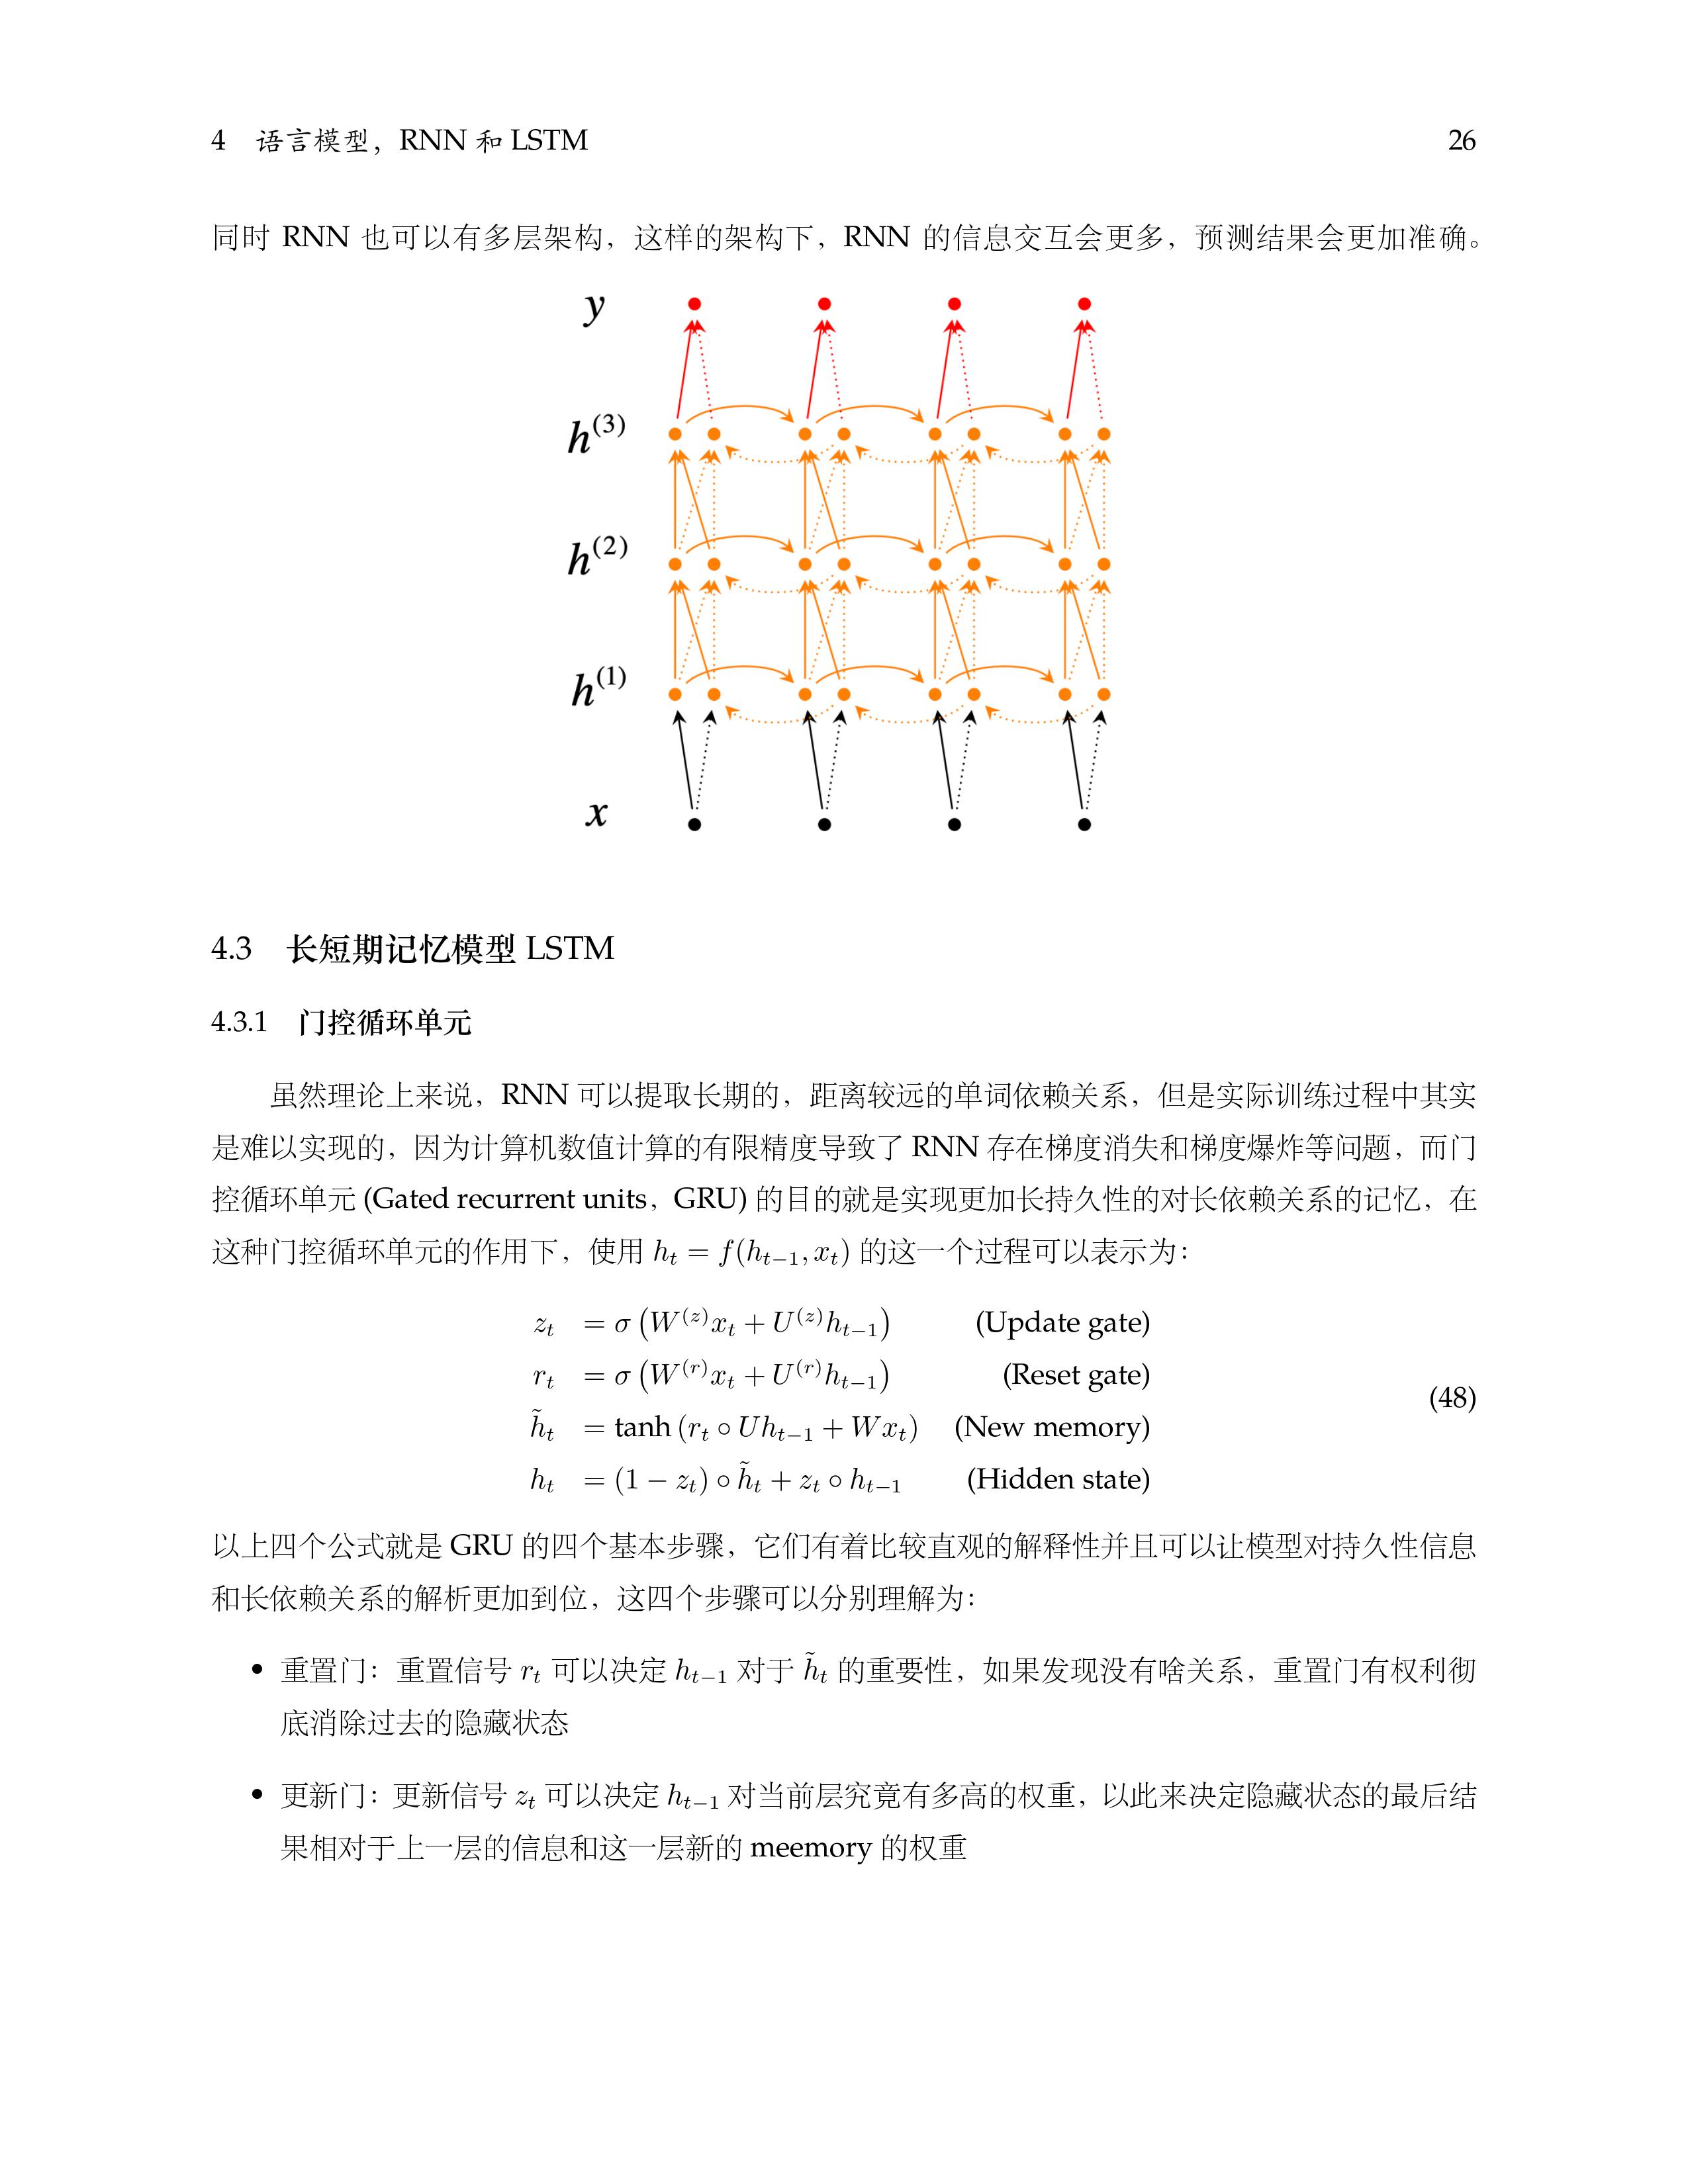 4 语言模型，RNN 和 LSTM 26
同时 RNN 也可以有多层架构，这样的架构下，RNN 的信息交互会更多，预测结果会更加准确。
y
h^{(3)}
h^{(2)}
h^{(1)}
x
4.3 长短期记忆模型 LSTM
4.3.1 门控循环单元
虽然理论上来说，RNN 可以提取长期的，距离较远的单词依赖关系，但是实际训练过程中其实
是难以实现的，因为计算机数值计算的有限精度导致了 RNN 存在梯度消失和梯度爆炸等问题，而门
控循环单元 (Gated recurrent units，GRU) 的目的就是实现更加长持久性的对长依赖关系的记忆，在
这种门控循环单元的作用下，使用 h_t = f(h_{t−1}, x_t) 的这一个过程可以表示为：
z_t = σ (W^{(z)}x_t + U^{(z)}h_{t−1}) (Update gate)
r_t = σ (W^{(r)}x_t + U^{(r)}h_{t−1}) (Reset gate)
(48)
h̃_t = tanh (r_t ∘ Uh_{t−1} + Wx_t) (New memory)
h_t = (1 − z_t) ∘ h̃_t + z_t ∘ h_{t−1} (Hidden state)
以上四个公式就是 GRU 的四个基本步骤，它们有着比较直观的解释性并且可以让模型对持久性信息
和长依赖关系的解析更加到位，这四个步骤可以分别理解为：
• 重置门：重置信号 r_t 可以决定 h_{t−1} 对于 h̃_t 的重要性，如果发现没有啥关系，重置门有权利彻
底消除过去的隐藏状态
• 更新门：更新信号 z_t 可以决定 h_{t−1} 对当前层究竟有多高的权重，以此来决定隐藏状态的最后结
果相对于上一层的信息和这一层新的 meemory 的权重